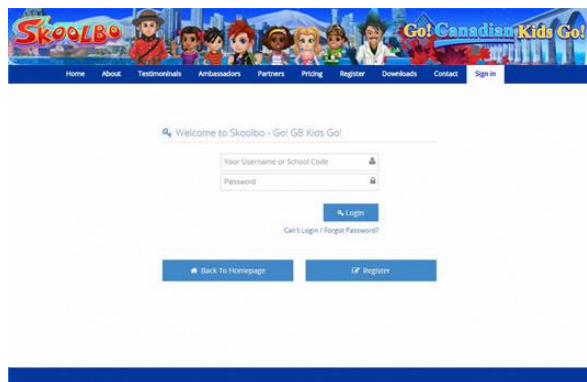 SKOOLBO
Go! Canadian Kids Go!
Home About Testimoninals Ambassadors Partners Pricing Register Downloads Contact Sign in
Welcome to Skoolbo - Go! GB Kids Go!
Your Username or School Code
Password
Login
Can't Login / Forgot Password?
Back To Homepage Register